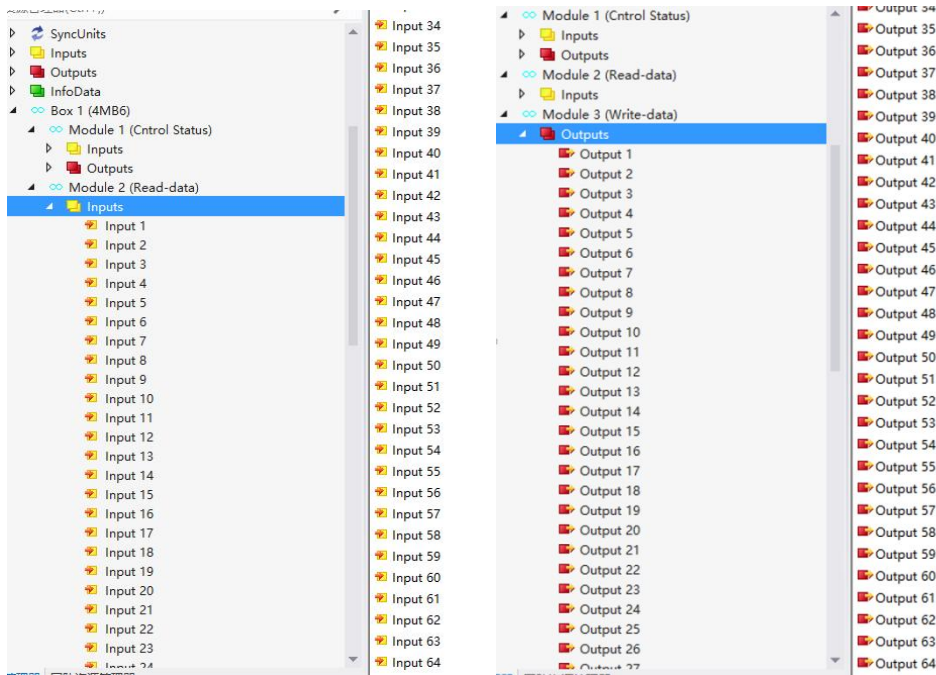 SyncUnits
Inputs
Outputs
InfoData
Box 1 (4MB6)
Module 1 (Cntrol Status)
Inputs
Outputs
Module 2 (Read-data)
Inputs
Input 1
Input 2
Input 3
Input 4
Input 5
Input 6
Input 7
Input 8
Input 9
Input 10
Input 11
Input 12
Input 13
Input 14
Input 15
Input 16
Input 17
Input 18
Input 19
Input 20
Input 21
Input 22
Input 23
Input 24
Input 34
Input 35
Input 36
Input 37
Input 38
Input 39
Input 40
Input 41
Input 42
Input 43
Input 44
Input 45
Input 46
Input 47
Input 48
Input 49
Input 50
Input 51
Input 52
Input 53
Input 54
Input 55
Input 56
Input 57
Input 58
Input 59
Input 60
Input 61
Input 62
Input 63
Input 64
Module 1 (Cntrol Status)
Inputs
Outputs
Module 2 (Read-data)
Inputs
Module 3 (Write-data)
Outputs
Output 1
Output 2
Output 3
Output 4
Output 5
Output 6
Output 7
Output 8
Output 9
Output 10
Output 11
Output 12
Output 13
Output 14
Output 15
Output 16
Output 17
Output 18
Output 19
Output 20
Output 21
Output 22
Output 23
Output 24
Output 25
Output 26
Output 27
Output 34
Output 35
Output 36
Output 37
Output 38
Output 39
Output 40
Output 41
Output 42
Output 43
Output 44
Output 45
Output 46
Output 47
Output 48
Output 49
Output 50
Output 51
Output 52
Output 53
Output 54
Output 55
Output 56
Output 57
Output 58
Output 59
Output 60
Output 61
Output 62
Output 63
Output 64